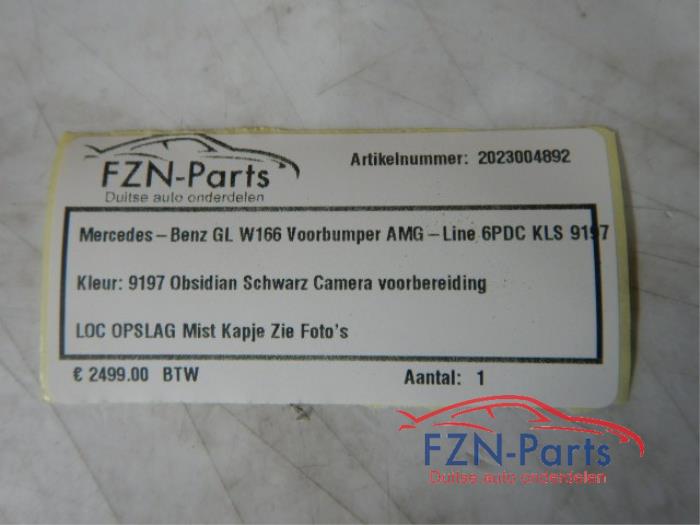 FZN-Parts
Duitse auto onderdelen
Artikelnummer: 2023004892
Mercedes-Benz GL W166 Voorbumper AMG-Line 6PDC KLS 9197
Kleur: 9197 Obsidian Schwarz Camera voorbereiding
LOC OPSLAG Mist Kapje Zie Foto's
€ 2499.00 BTW
Aantal: 1
FZN-Parts
Duitse auto onderdelen